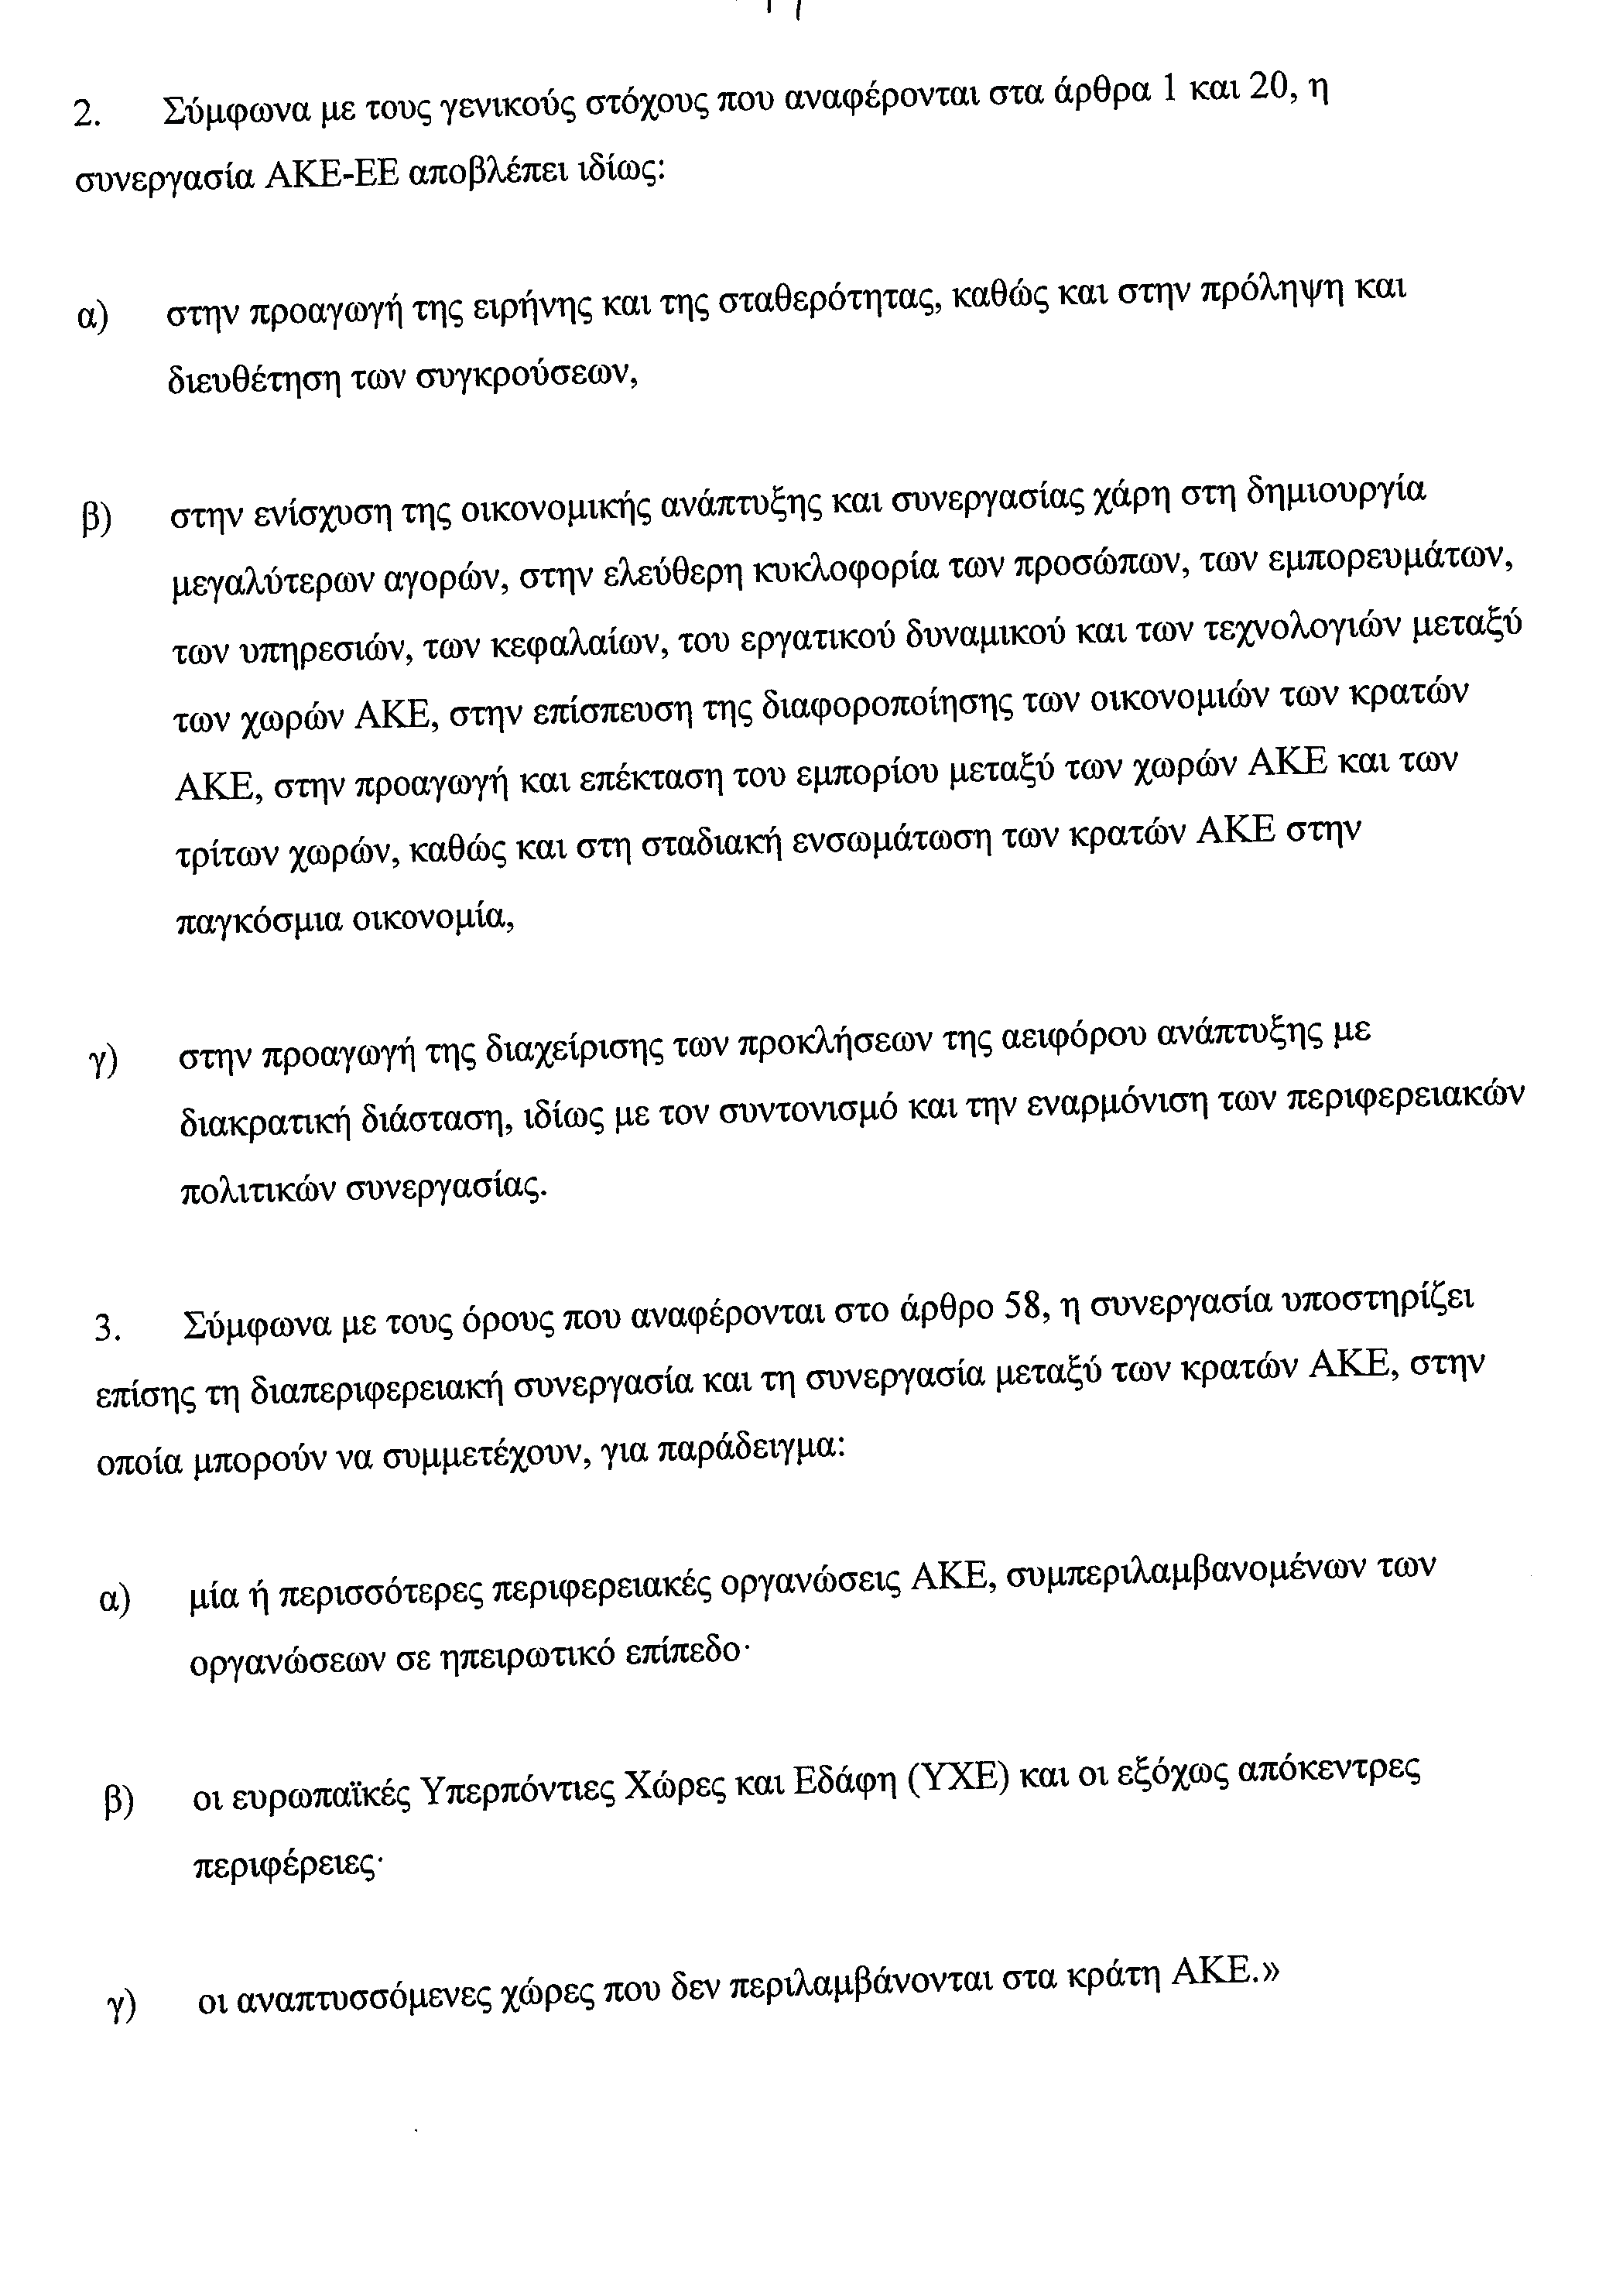 2. Σύμφωνα με τους γενικούς στόχους που αναφέρονται στα άρθρα 1 και 20, η
συνεργασία ΑΚΕ-ΕΕ αποβλέπει ιδίως:
α) στην προαγωγή της ειρήνης και της σταθερότητας, καθώς και στην πρόληψη και
διευθέτηση των συγκρούσεων,
β) στην ενίσχυση της οικονομικής ανάπτυξης και συνεργασίας χάρη στη δημιουργία
μεγαλύτερων αγορών, στην ελεύθερη κυκλοφορία των προσώπων, των εμπορευμάτων,
των υπηρεσιών, των κεφαλαίων, του εργατικού δυναμικού και των τεχνολογιών μεταξύ
των χωρών ΑΚΕ, στην επίσπευση της διαφοροποίησης των οικονομιών των κρατών
ΑΚΕ, στην προαγωγή και επέκταση του εμπορίου μεταξύ των χωρών ΑΚΕ και των
τρίτων χωρών, καθώς και στη σταδιακή ενσωμάτωση των κρατών ΑΚΕ στην
παγκόσμια οικονομία,
γ) στην προαγωγή της διαχείρισης των προκλήσεων της αειφόρου ανάπτυξης με
διακρατική διάσταση, ιδίως με τον συντονισμό και την εναρμόνιση των περιφερειακών
πολιτικών συνεργασίας.
3. Σύμφωνα με τους όρους που αναφέρονται στο άρθρο 58, η συνεργασία υποστηρίζει
επίσης τη διαπεριφερειακή συνεργασία και τη συνεργασία μεταξύ των κρατών ΑΚΕ, στην
οποία μπορούν να συμμετέχουν, για παράδειγμα:
α) μία ή περισσότερες περιφερειακές οργανώσεις ΑΚΕ, συμπεριλαμβανομένων των
οργανώσεων σε ηπειρωτικό επίπεδο·
β) οι ευρωπαϊκές Υπερπόντιες Χώρες και Εδάφη (ΥΧΕ) και οι εξόχως απόκεντρες
περιφέρειες·
γ) οι αναπτυσσόμενες χώρες που δεν περιλαμβάνονται στα κράτη ΑΚΕ.»